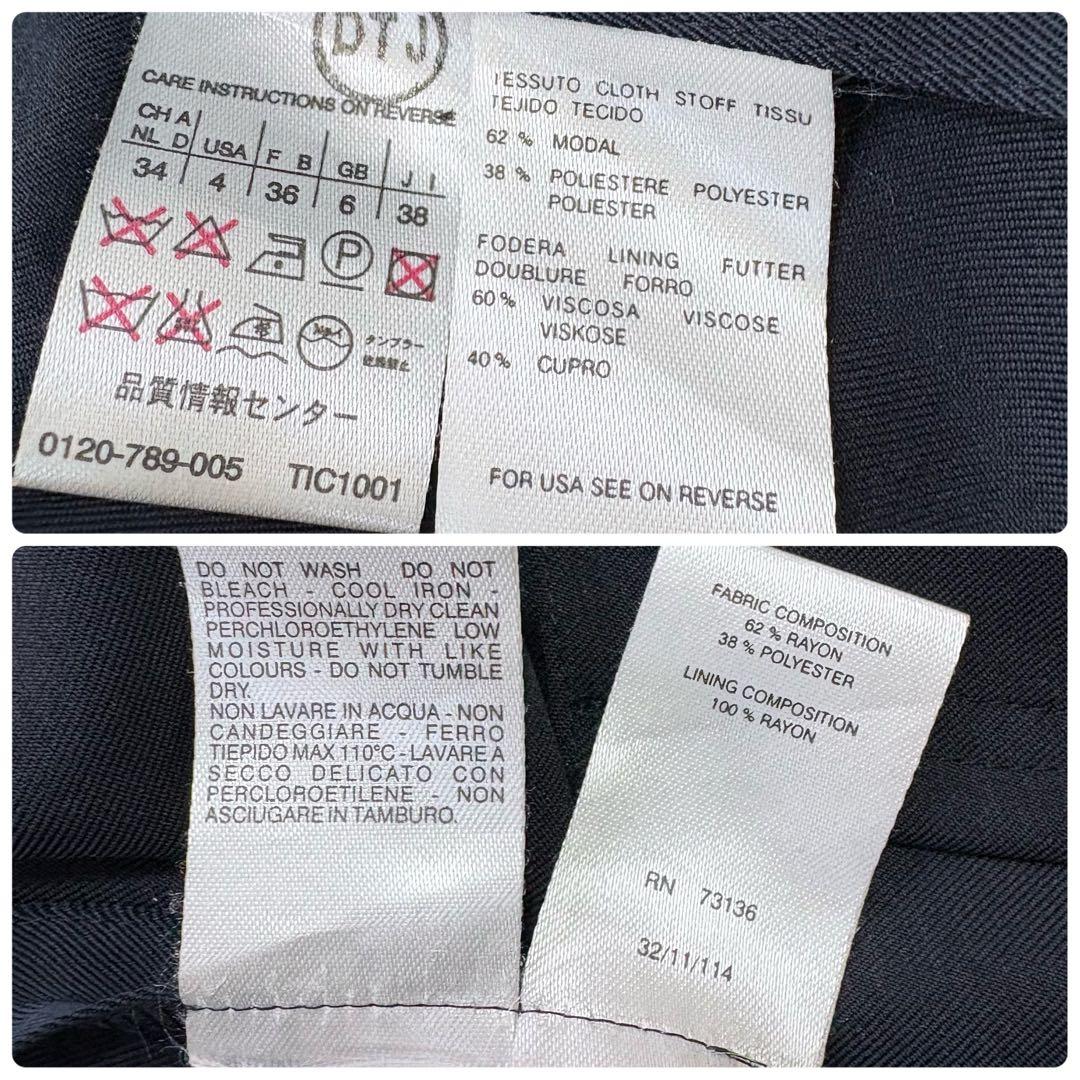 DTJ
CARE INSTRUCTIONS ON REVERSE
CH A
NL D USA F B GB J I
34 4 36 6 38
P
タンブラー
乾燥禁止
品質情報センター
0120-789-005 TIC1001
TESSUTO CLOTH STOFF TISSU
TEJIDO TECIDO
62 % MODAL
38 % POLIESTERE POLYESTER
POLIESTER
FODERA LINING FUTTER
DOUBLURE FORRO
60% VISCOSA VISCOSE
VISKOSE
40% CUPRO
FOR USA SEE ON REVERSE
DO NOT WASH DO NOT
BLEACH - COOL IRON -
PROFESSIONALLY DRY CLEAN
PERCHLOROETHYLENE LOW
MOISTURE WITH LIKE
COLOURS - DO NOT TUMBLE
DRY.
NON LAVARE IN ACQUA - NON
CANDEGGIARE - FERRO
TIEPIDO MAX 110°C - LAVARE A
SECCO DELICATO CON
PERCLOROETILENE - NON
ASCIUGARE IN TAMBURO.
FABRIC COMPOSITION
62 % RAYON
38 % POLYESTER
LINING COMPOSITION
100 % RAYON
RN 73136
32/11/114